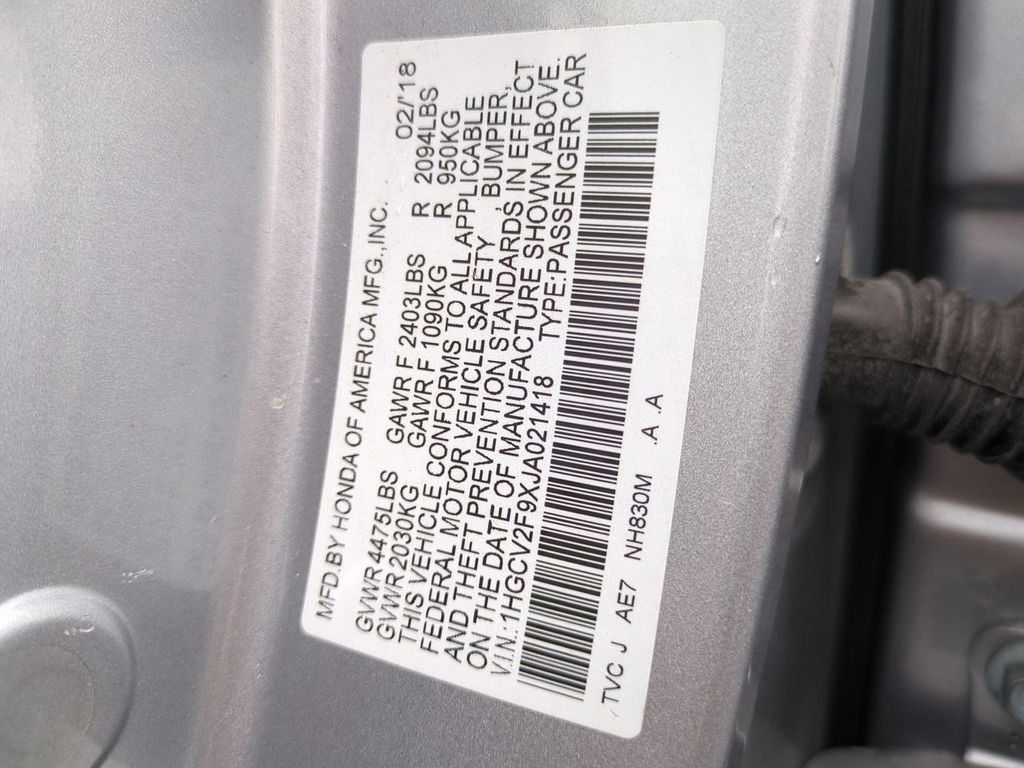 MFD.BY HONDA OF AMERICA MFG.,INC. 02/'18
GVWR 4475LBS GAWR F 2403LBS R 2094LBS
GVWR 2030KG GAWR F 1090KG R 950KG
THIS VEHICLE CONFORMS TO ALL APPLICABLE
FEDERAL MOTOR VEHICLE SAFETY, BUMPER,
AND THEFT PREVENTION STANDARDS IN EFFECT
ON THE DATE OF MANUFACTURE SHOWN ABOVE.
V.I.N.:1HGCV2F9XJA021418 TYPE:PASSENGER CAR
TVC J AE7 NH830M .A .A